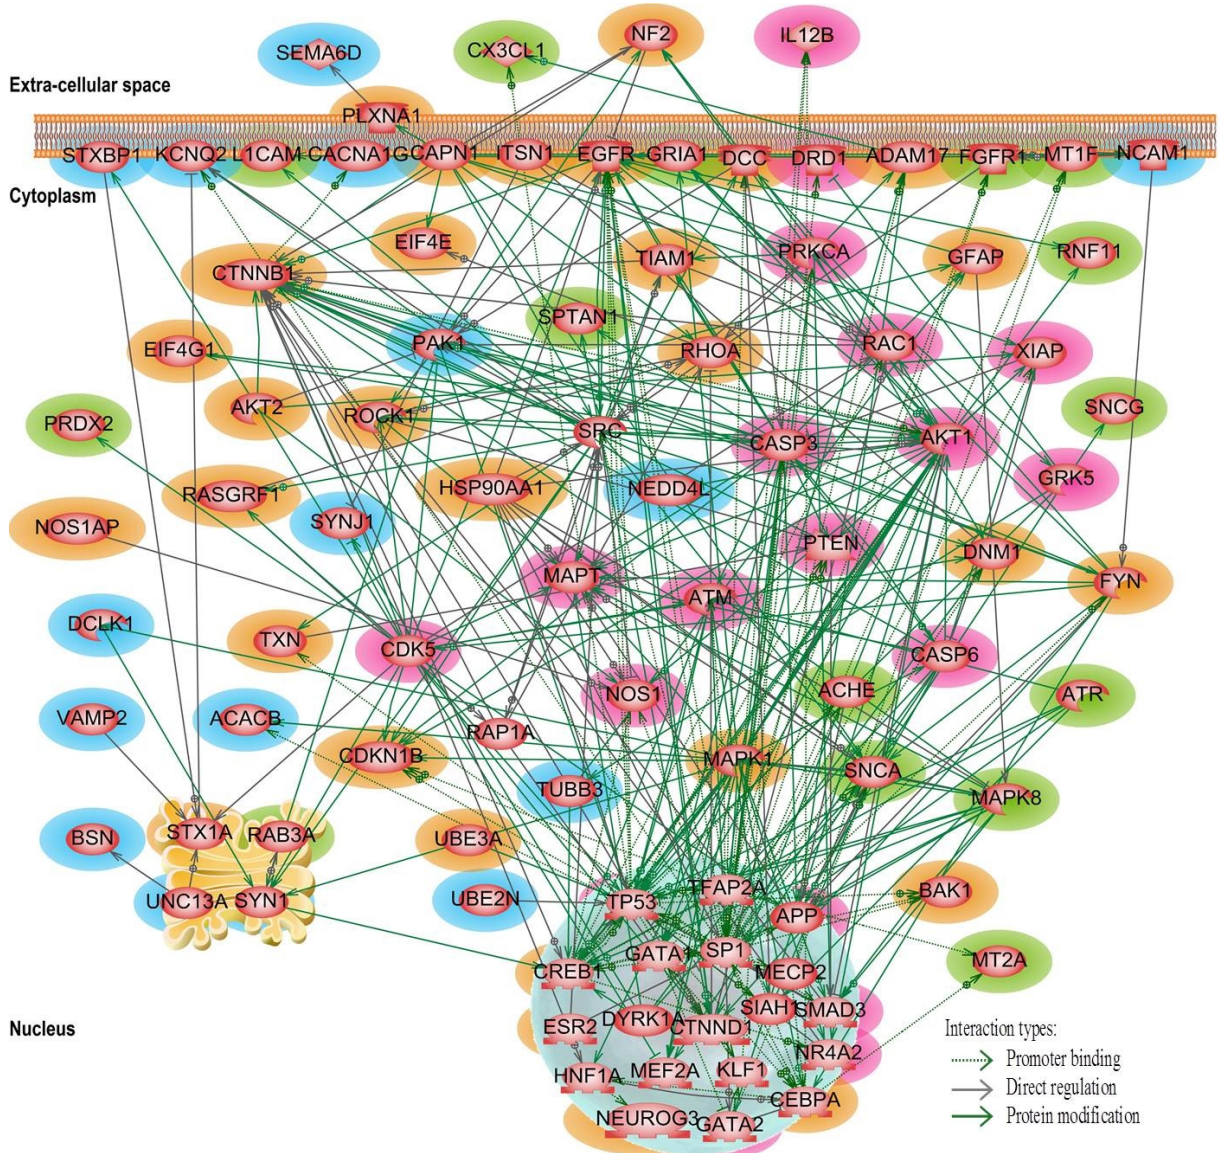 SEMA6D
CX3CL1
NF2
IL12B
Extra-cellular space
PLXNA1
STXBP1 KCNQ2 L1CAM CACNA1G CAPN1 ITSN1 EGFR GRIA1 DCC DRD1 ADAM17 FGFR1 MT1F NCAM1
Cytoplasm
EIF4E
CTNNB1
TIAM1
PRKCA
GFAP
RNF11
SPTAN1
EIF4G1
PAK1
RHOA
RAC1
XIAP
PRDX2
AKT2
ROCK1
SRC
CASP3
AKT1
SNCG
RASGRF1
HSP90AA1
NEDD4L
GRK5
NOS1AP
SYNJ1
PTEN
DNM1
MAPT
ATM
FYN
DCLK1
TXN
CDK5
CASP6
NOS1
ACHE
ATR
VAMP2
ACACB
RAP1A
CDKN1B
MAPK1
SNCA
TUBB3
MAPK8
BSN
STX1A
RAB3A
UBE3A
UNC13A
SYN1
UBE2N
TP53
TFAP2A
APP
BAK1
GATA1
SP1
CREB1
MECP2
MT2A
SIAH1
SMAD3
ESR2
DYRK1A
CTNND1
Nucleus
NR4A2
HNF1A
MEF2A
KLF1
CEBPA
NEUROG3
GATA2
Interaction types:
Promoter binding
Direct regulation
Protein modification